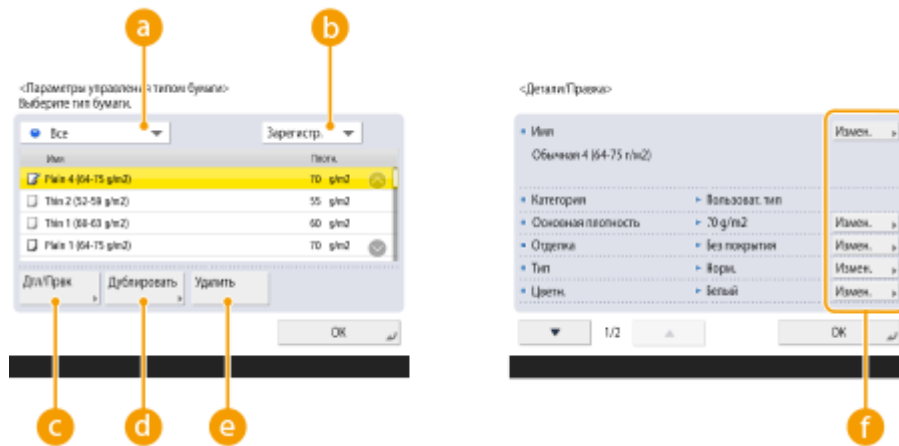 a
b
<Параметры управления типом бумаги>
Выберите тип бумаги.
Все
Зарегистр.
Имя
Плотн.
Plain 4 (64-75 g/m2) 70 g/m2
Thin 2 (52-59 g/m2) 55 g/m2
Thin 1 (60-63 g/m2) 60 g/m2
Plain 1 (64-75 g/m2) 70 g/m2
Дтл/Првк
Дублировать
Удалить
OK
c
d
e
<Детали/Правка>
Имя Измен.
Обычная 4 (64-75 г/м2)
Категория Пользоват. тип
Основная плотность 70 g/m2 Измен.
Отделка Без покрытия Измен.
Тип Норм. Измен.
Цветн. Белый Измен.
1/2
OK
f